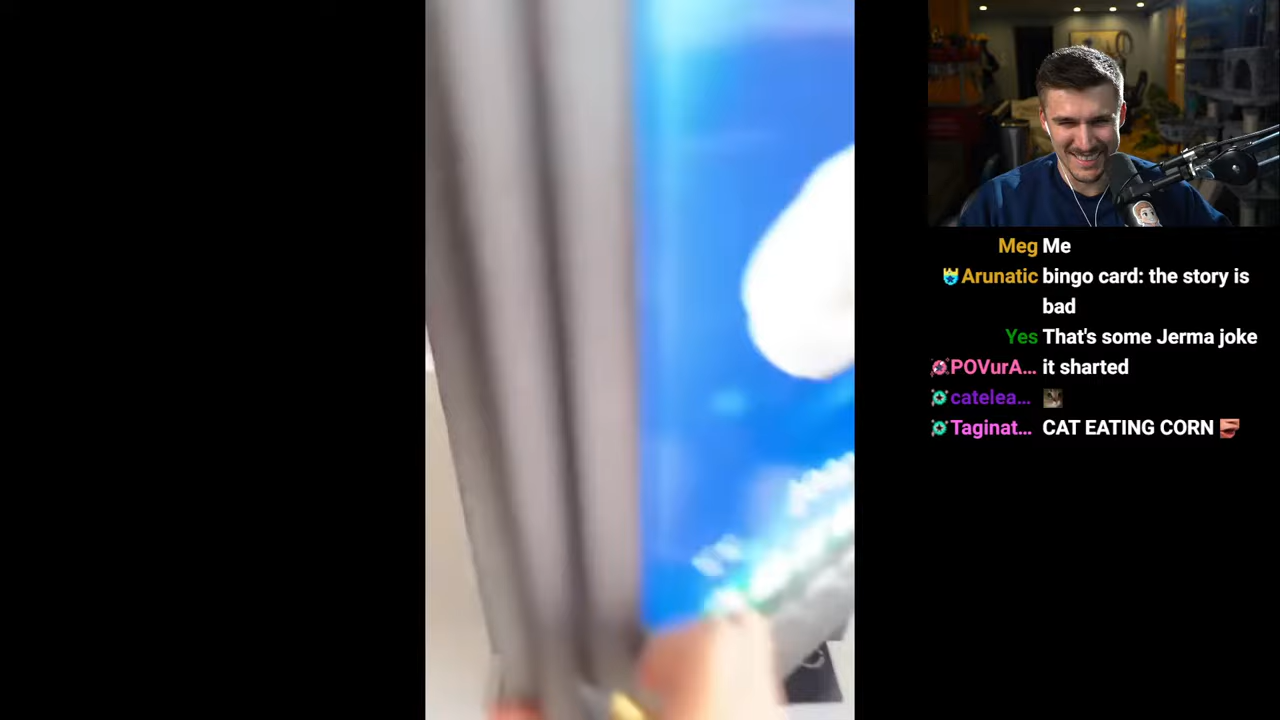 Meg Me
Arunatic bingo card: the story is
bad
Yes That's some Jerma joke
POVurA... it sharted
catelea...
Taginat... CAT EATING CORN